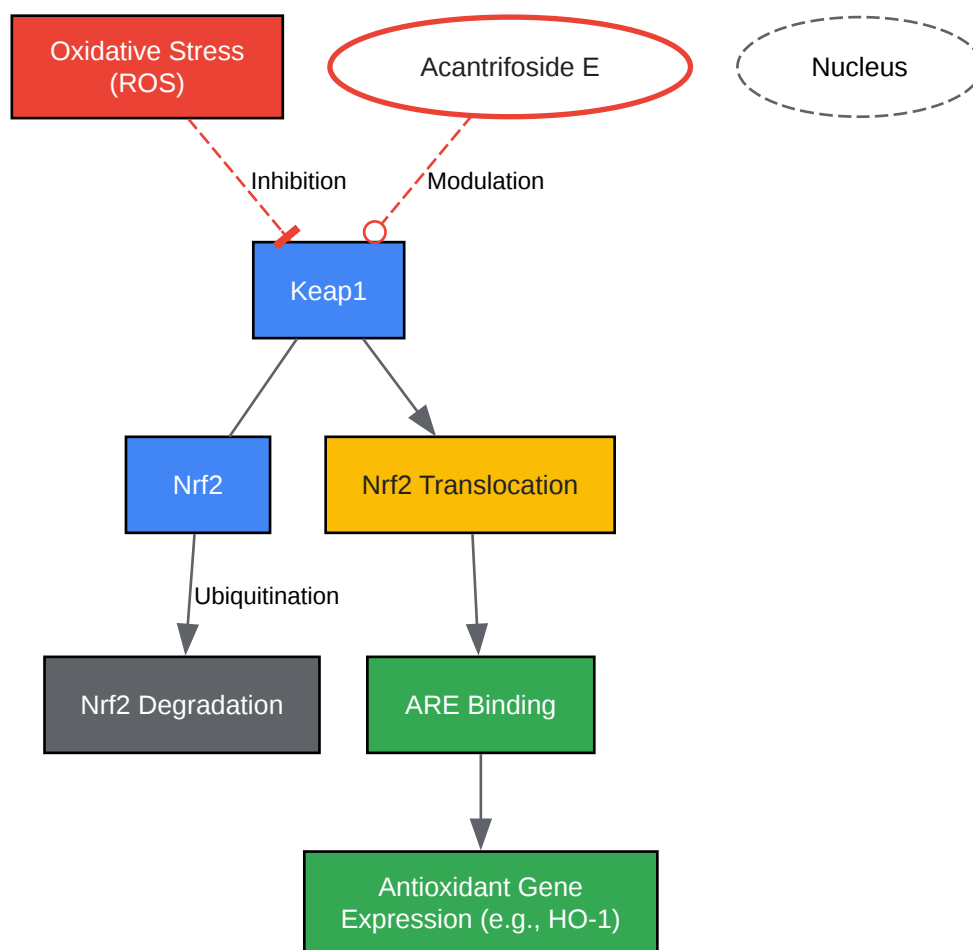 Oxidative Stress
(ROS)
Acantrifoside E
Nucleus
Inhibition
Modulation
Keap1
Nrf2
Nrf2 Translocation
Ubiquitination
Nrf2 Degradation
ARE Binding
Antioxidant Gene
Expression (e.g., HO-1)